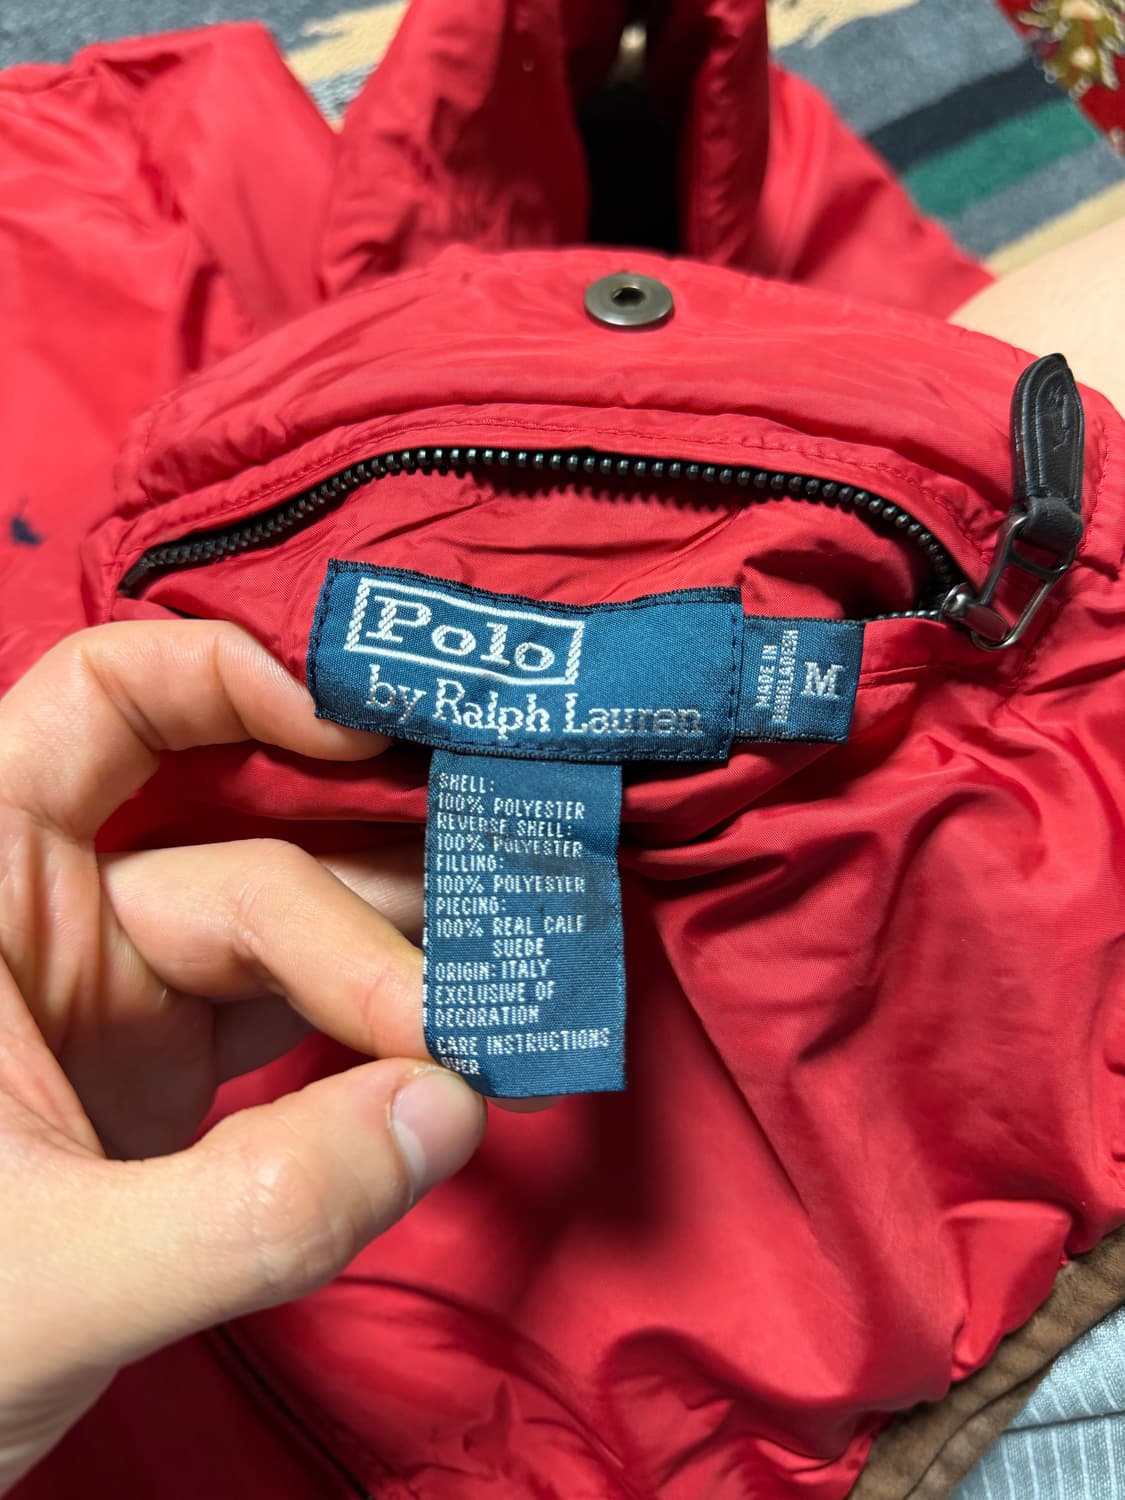 Polo
by Ralph Lauren
MADE IN
BANGLADESH
M
SHELL:
100% POLYESTER
REVERSE SHELL:
100% POLYESTER
FILLING:
100% POLYESTER
PIECING:
100% REAL CALF
SUEDE
ORIGIN: ITALY
EXCLUSIVE OF
DECORATION
CARE INSTRUCTIONS
OVER